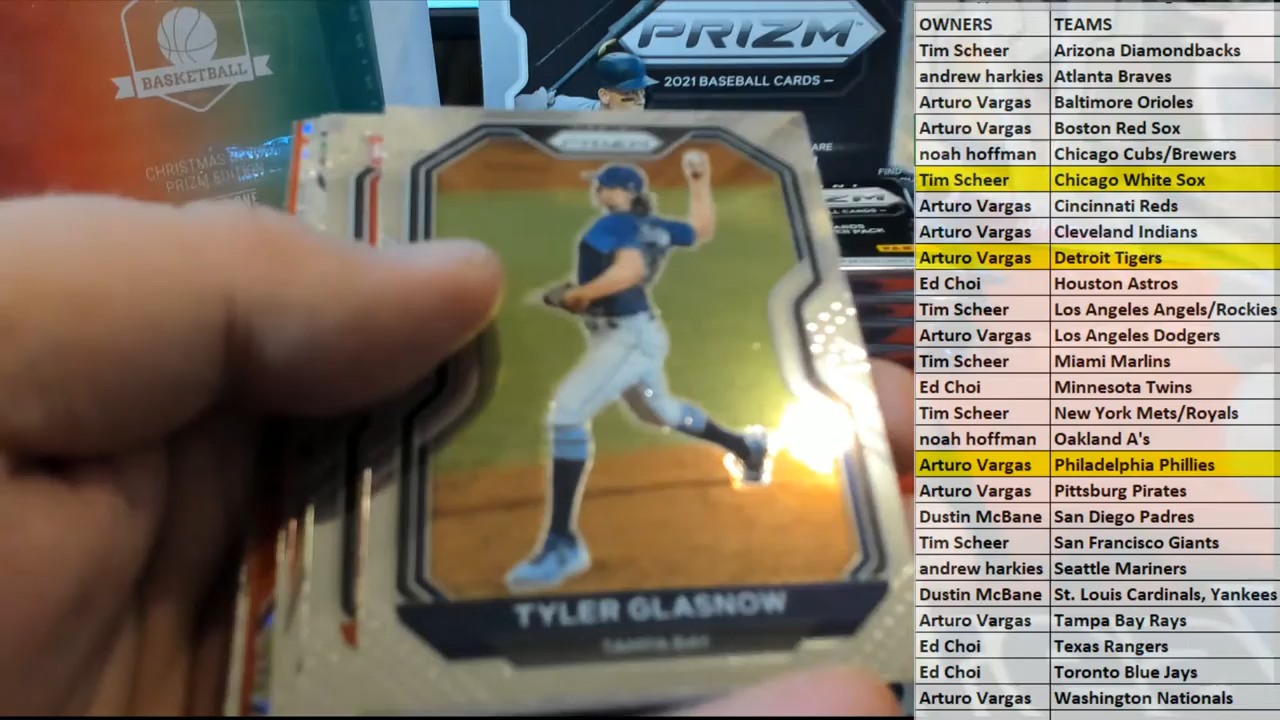 BASKETBALL
CHRISTMAS
PRIZM EDITION
PRIZM
2021 BASEBALL CARDS
PRIZM
TYLER GLASNOW
TAMPA BAY
OWNERS TEAMS
Tim Scheer Arizona Diamondbacks
andrew harkies Atlanta Braves
Arturo Vargas Baltimore Orioles
Arturo Vargas Boston Red Sox
noah hoffman Chicago Cubs/Brewers
Tim Scheer Chicago White Sox
Arturo Vargas Cincinnati Reds
Arturo Vargas Cleveland Indians
Arturo Vargas Detroit Tigers
Ed Choi Houston Astros
Tim Scheer Los Angeles Angels/Rockies
Arturo Vargas Los Angeles Dodgers
Tim Scheer Miami Marlins
Ed Choi Minnesota Twins
Tim Scheer New York Mets/Royals
noah hoffman Oakland A's
Arturo Vargas Philadelphia Phillies
Arturo Vargas Pittsburg Pirates
Dustin McBane San Diego Padres
Tim Scheer San Francisco Giants
andrew harkies Seattle Mariners
Dustin McBane St. Louis Cardinals, Yankees
Arturo Vargas Tampa Bay Rays
Ed Choi Texas Rangers
Ed Choi Toronto Blue Jays
Arturo Vargas Washington Nationals